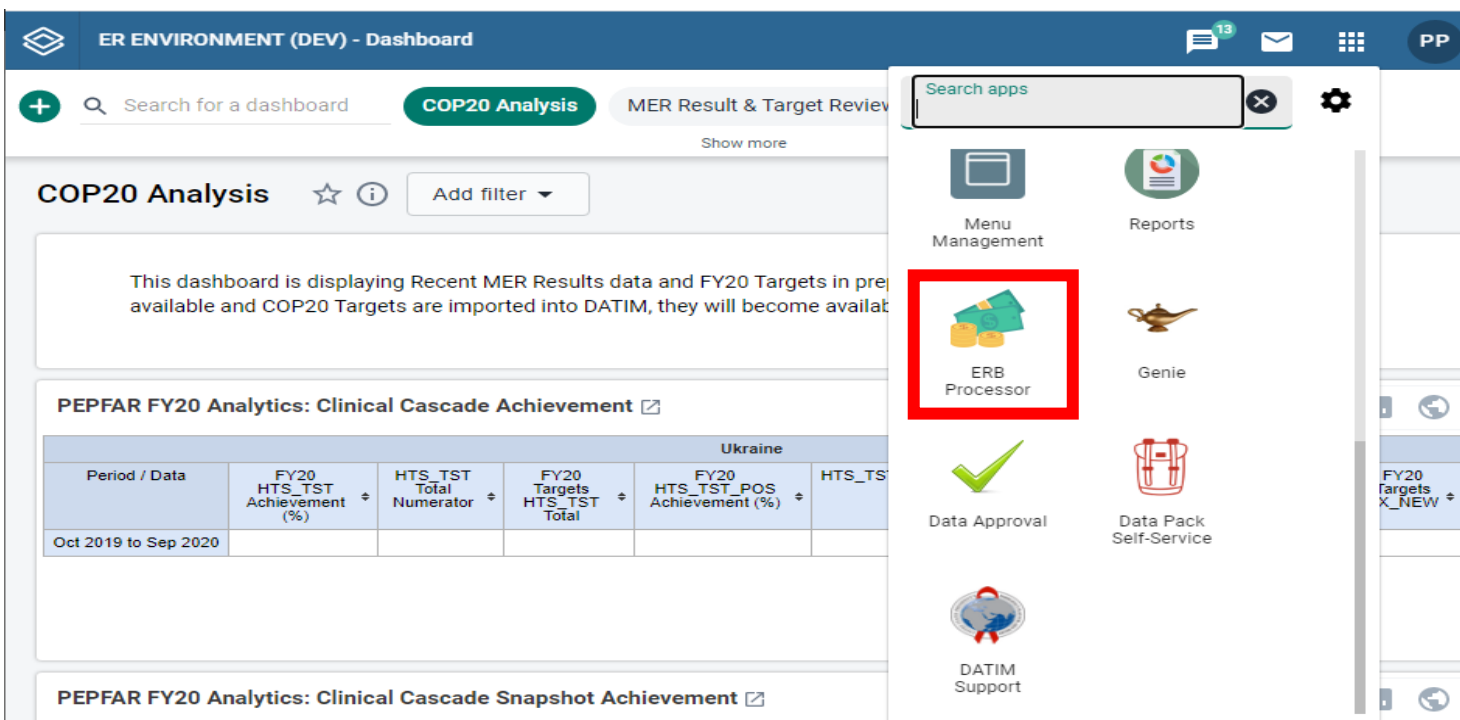 ER ENVIRONMENT (DEV) - Dashboard
13
PP
Search for a dashboard
COP20 Analysis
MER Result & Target Review
Show more
Search apps
COP20 Analysis
Add filter
This dashboard is displaying Recent MER Results data and FY20 Targets in pre
available and COP20 Targets are imported into DATIM, they will become availab
Menu
Management
Reports
ERB
Processor
Genie
Data Approval
Data Pack
Self-Service
DATIM
Support
PEPFAR FY20 Analytics: Clinical Cascade Achievement
Ukraine
Period / Data
FY20
HTS_TST
Achievement
(%)
HTS_TST
Total
Numerator
FY20
Targets
HTS_TST
Total
FY20
HTS_TST_POS
Achievement (%)
HTS_TS
FY20
Targets
X_NEW
Oct 2019 to Sep 2020
PEPFAR FY20 Analytics: Clinical Cascade Snapshot Achievement